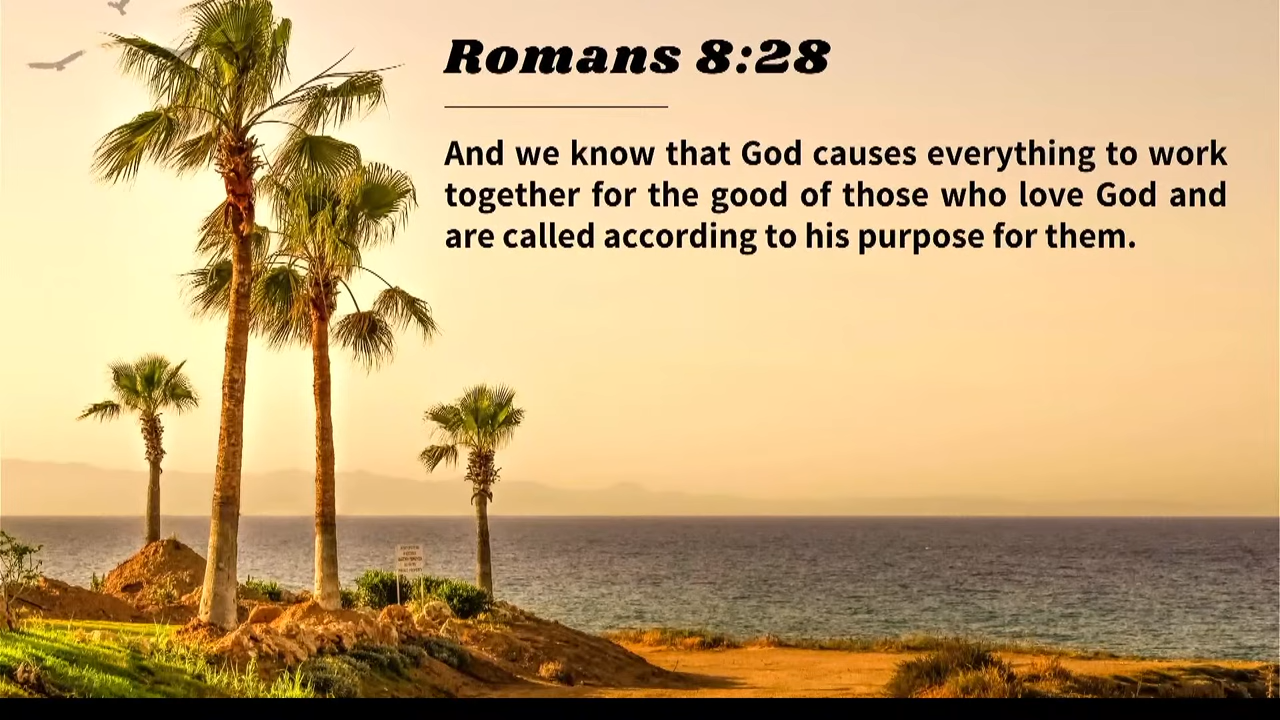 Romans 8:28
And we know that God causes everything to work
together for the good of those who love God and
are called according to his purpose for them.